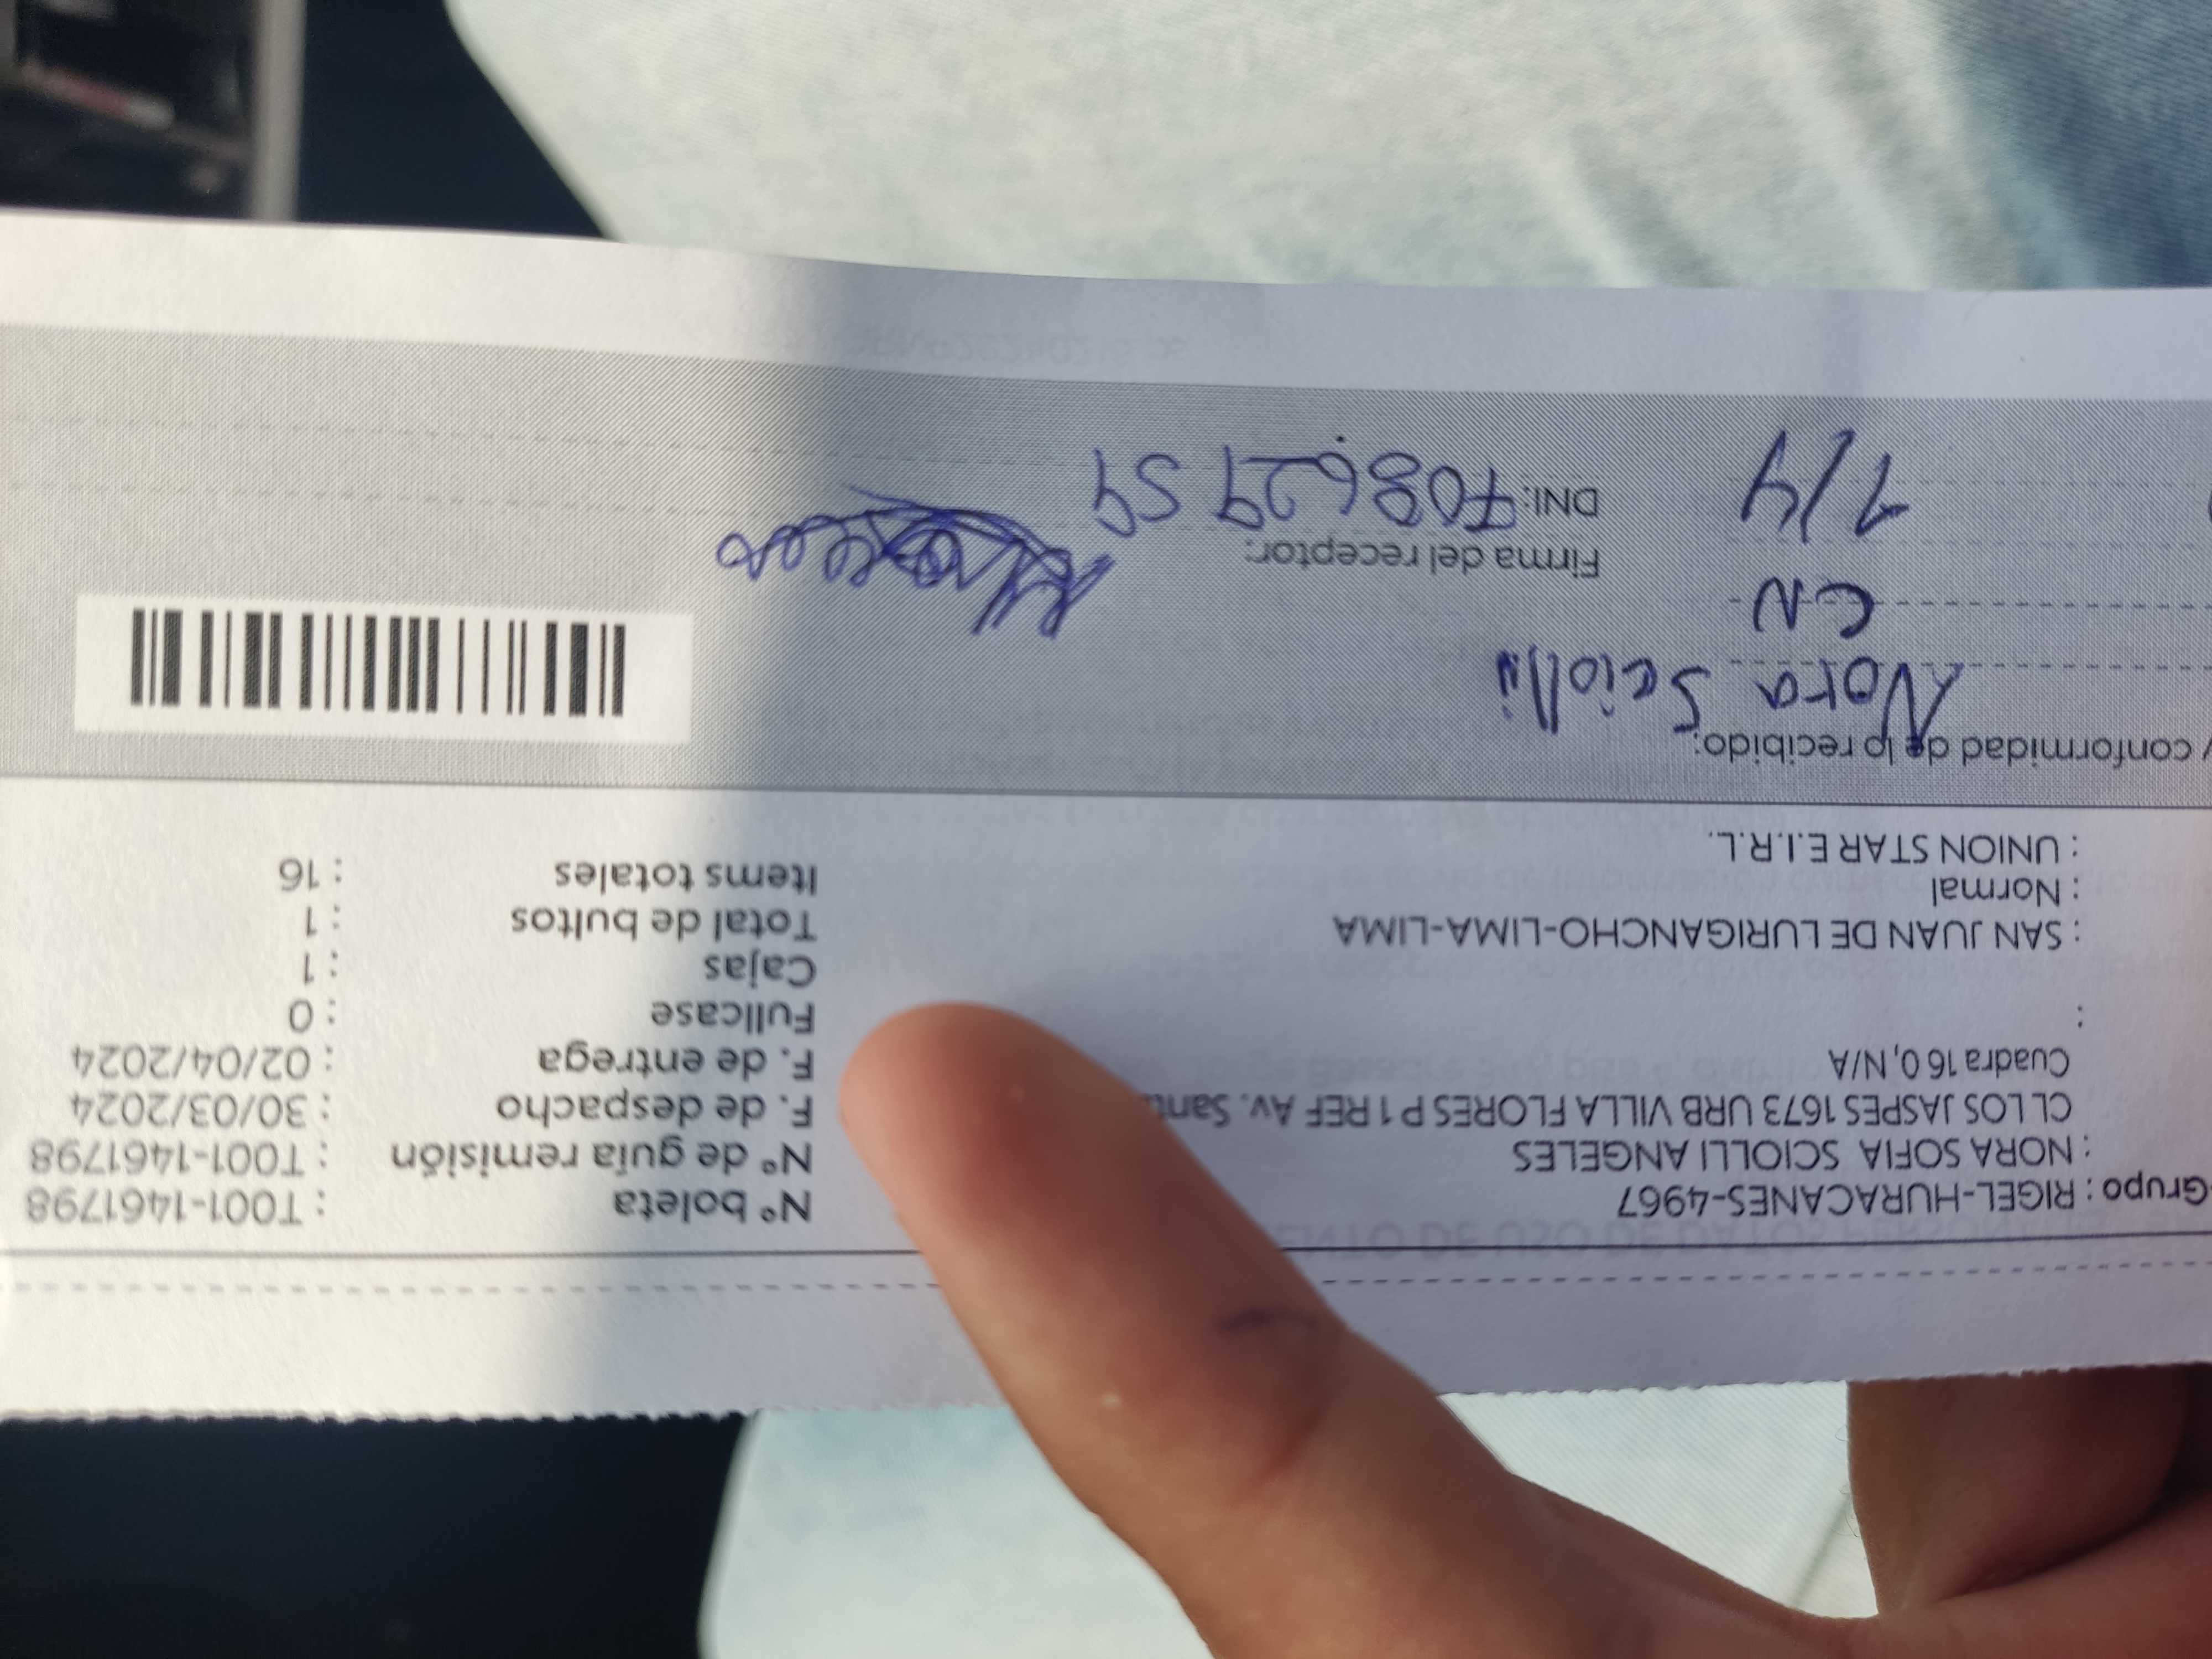 Grupo : RIGEL-HURACANES-4967
: NORA SOFIA SCIOLLI ANGELES
CL LOS JASPES 1673 URB VILLA FLORES P 1 REF AV. Sant
Cuadra 16 0, N/A
:
: SAN JUAN DE LURIGANCHO-LIMA-LIMA
: Normal
: UNION STAR E.I.R.L.
N° boleta : T001-1461798
N° de guía remisión : T001-1461798
F. de despacho : 30/03/2024
F. de entrega : 02/04/2024
Fullcase : 0
Cajas : 1
Total de bultos : 1
Items totales : 16
y conformidad de lo recibido:
Nora Sciolli
CN
1/4
Firma del receptor:
DNI: